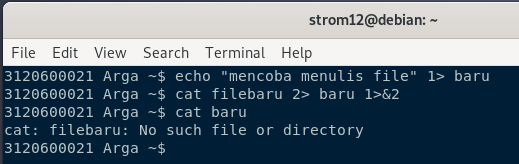 strom12@debian: ~
File Edit View Search Terminal Help
3120600021 Arga ~$ echo "mencoba menulis file" 1> baru
3120600021 Arga ~$ cat filebaru 2> baru 1>&2
3120600021 Arga ~$ cat baru
cat: filebaru: No such file or directory
3120600021 Arga ~$